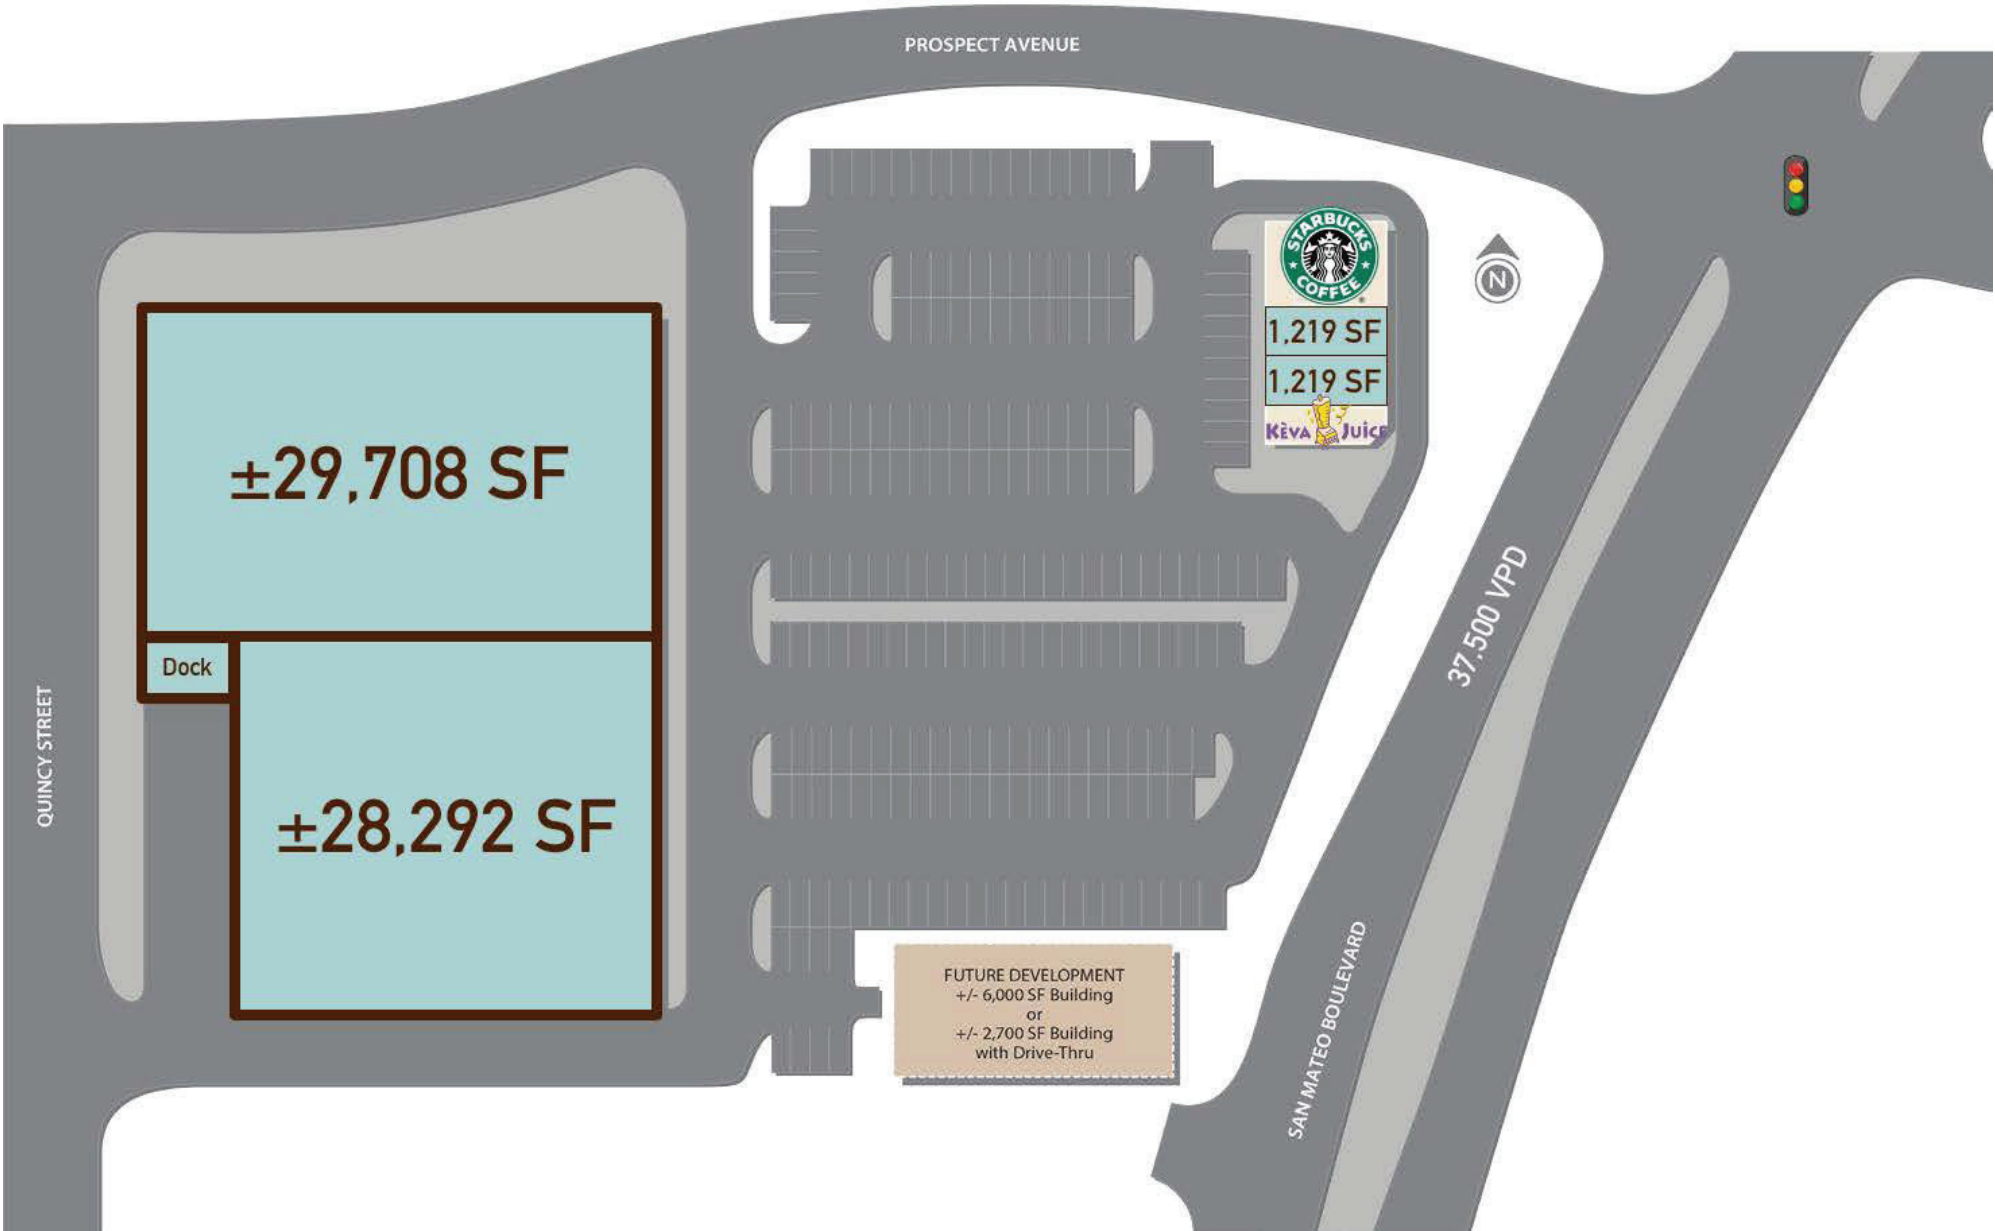 PROSPECT AVENUE
STARBUCKS
COFFEE
®
N
1,219 SF
1,219 SF
KÈVA JUICE
±29,708 SF
Dock
±28,292 SF
QUINCY STREET
37,500 VPD
SAN MATEO BOULEVARD
FUTURE DEVELOPMENT
+/- 6,000 SF Building
or
+/- 2,700 SF Building
with Drive-Thru